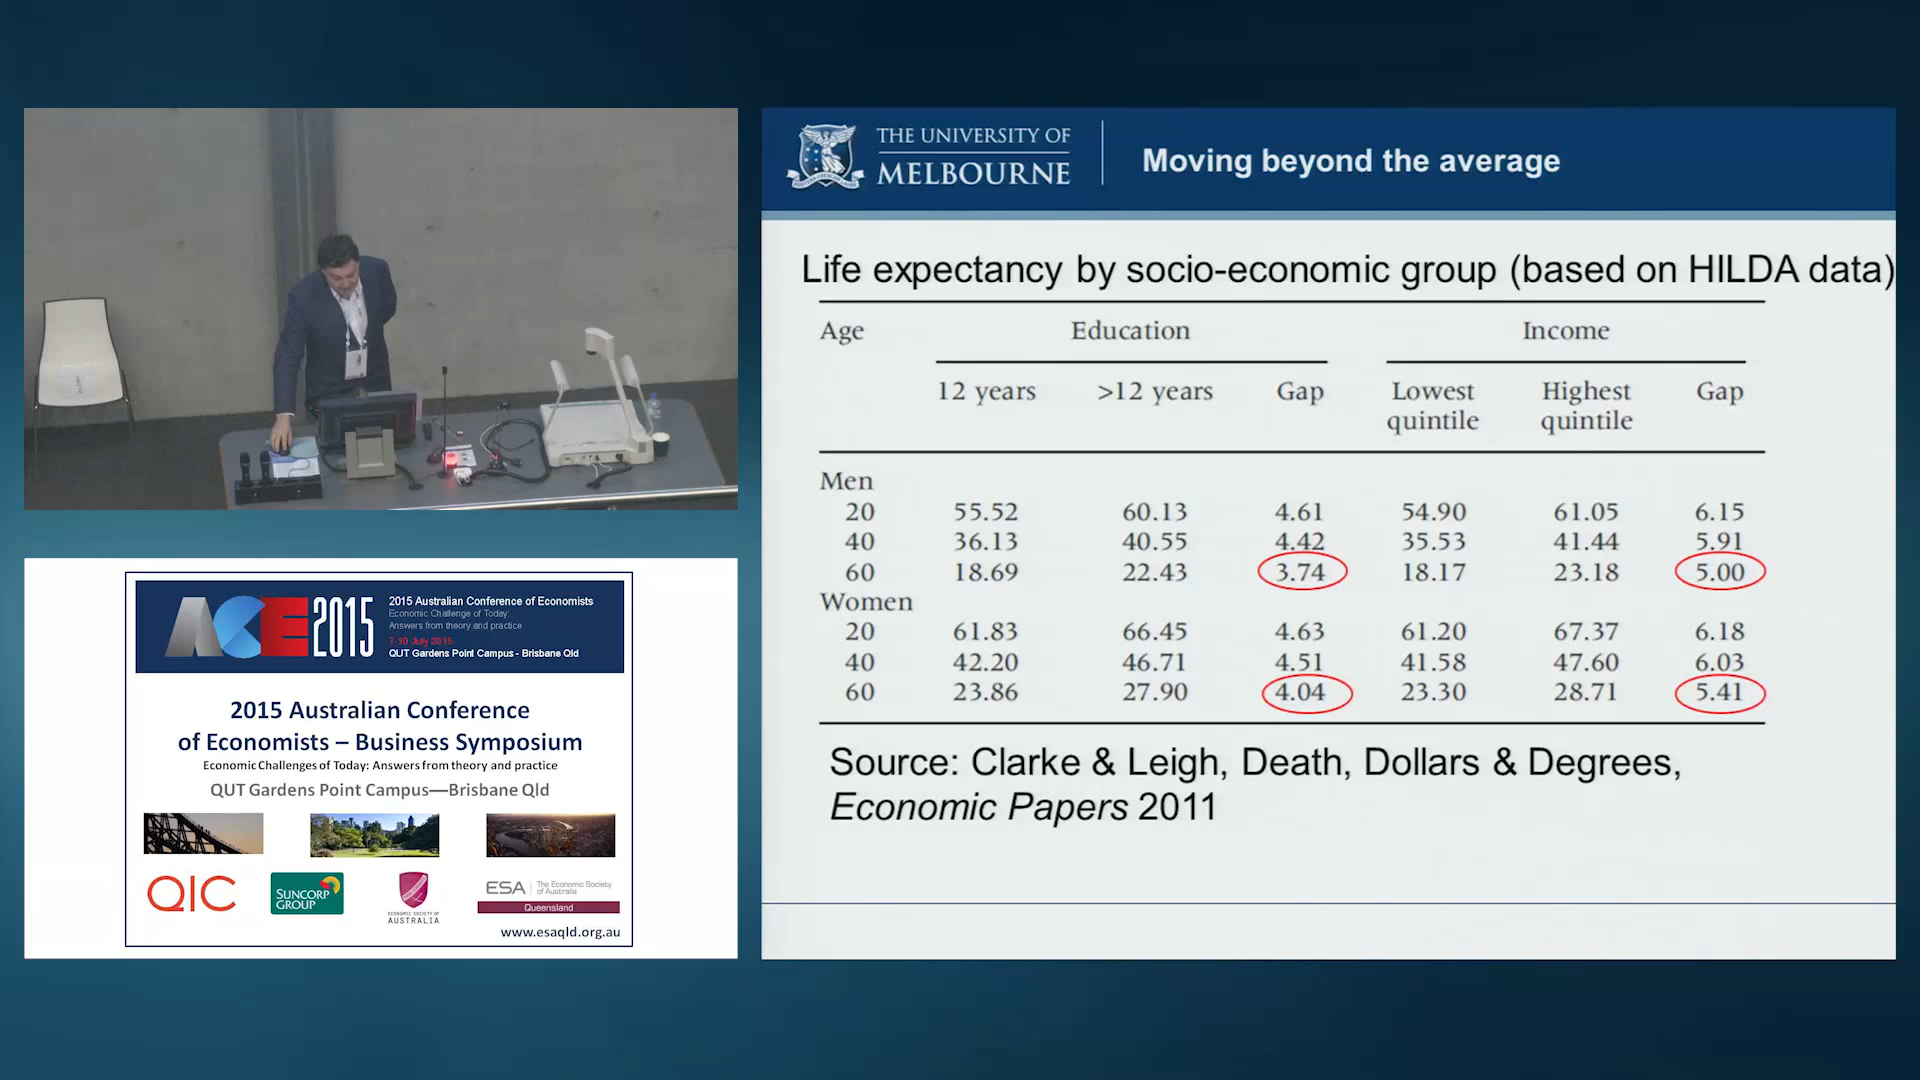 THE UNIVERSITY OF
MELBOURNE
Moving beyond the average
Life expectancy by socio-economic group (based on HILDA data)
Age Education Income
12 years >12 years Gap Lowest quintile Highest quintile Gap
Men
20 55.52 60.13 4.61 54.90 61.05 6.15
40 36.13 40.55 4.42 35.53 41.44 5.91
60 18.69 22.43 3.74 18.17 23.18 5.00
Women
20 61.83 66.45 4.63 61.20 67.37 6.18
40 42.20 46.71 4.51 41.58 47.60 6.03
60 23.86 27.90 4.04 23.30 28.71 5.41
Source: Clarke & Leigh, Death, Dollars & Degrees,
Economic Papers 2011
ACE 2015
2015 Australian Conference of Economists
Economic Challenge of Today:
Answers from theory and practice
7-10 July 2015
QUT Gardens Point Campus - Brisbane Qld
2015 Australian Conference
of Economists – Business Symposium
Economic Challenges of Today: Answers from theory and practice
QUT Gardens Point Campus—Brisbane Qld
QIC
SUNCORP
GROUP
ECONOMIC SOCIETY OF
AUSTRALIA
ESA The Economic Society
of Australia
Queensland
www.esaqld.org.au